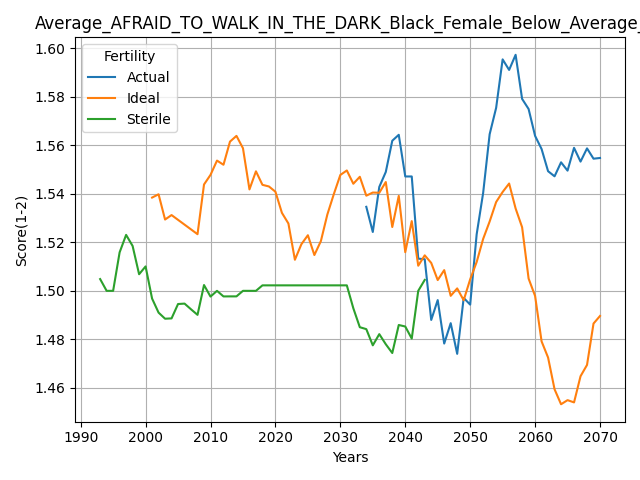 Average_AFRAID_TO_WALK_IN_THE_DARK_Black_Female_Below_Average_
Fertility
Actual
Ideal
Sterile
Score(1-2)
1.60
1.58
1.56
1.54
1.52
1.50
1.48
1.46
1990 2000 2010 2020 2030 2040 2050 2060 2070
Years